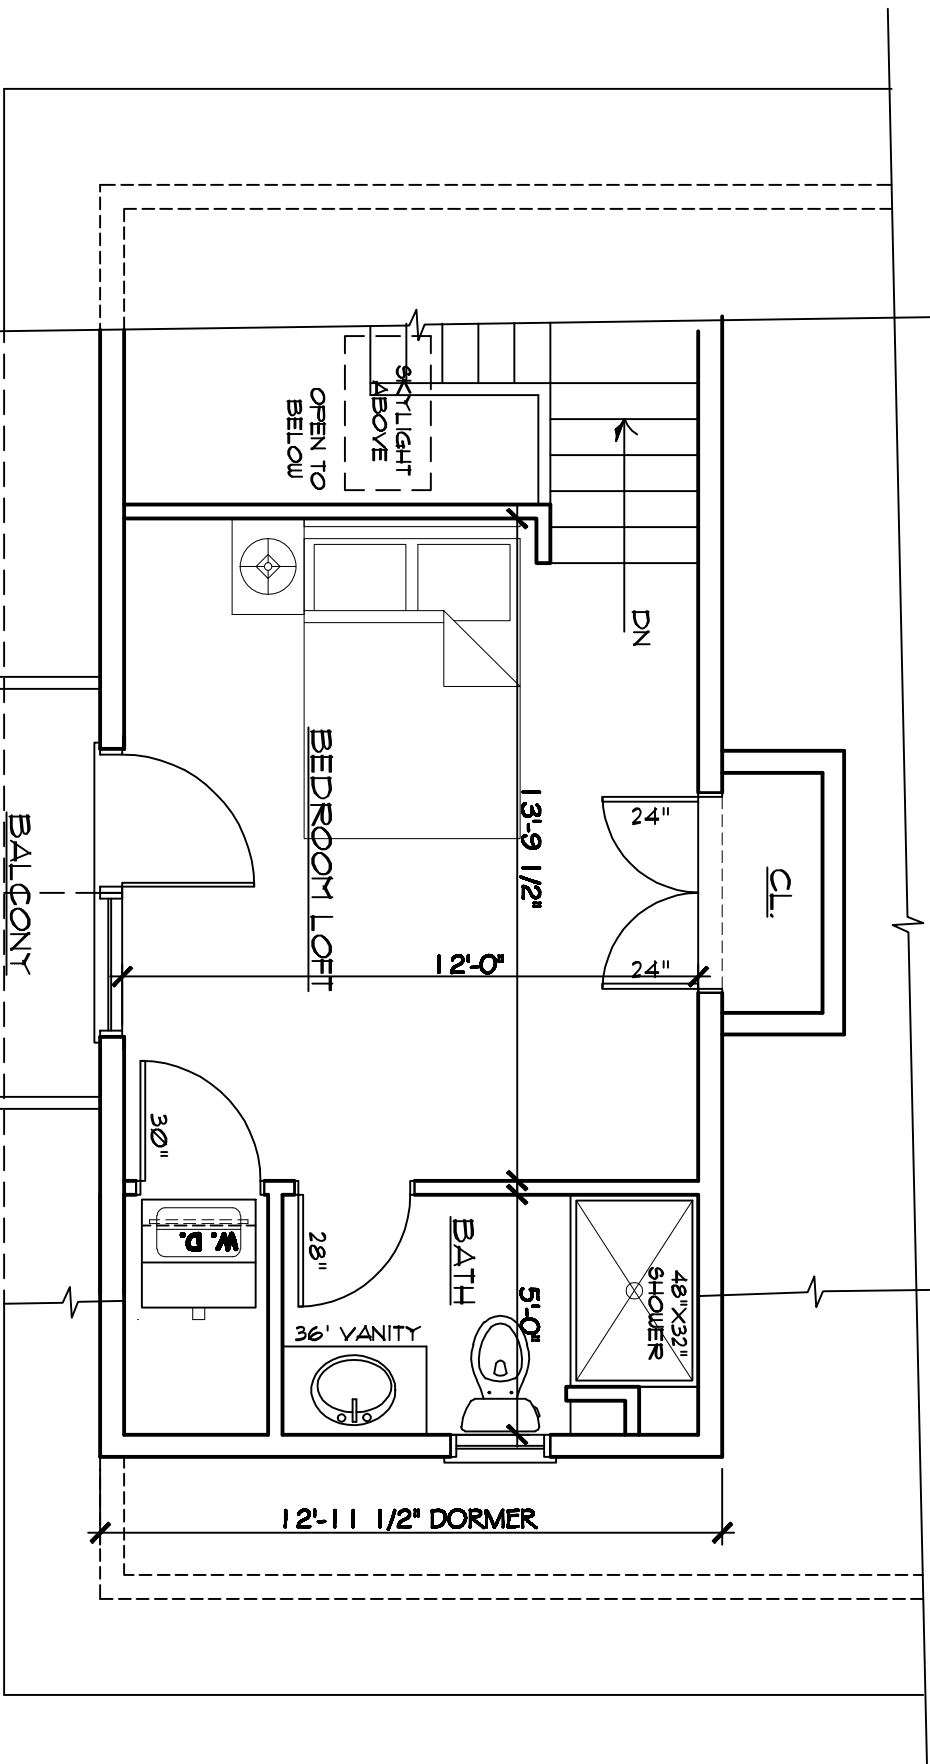 SKYLIGHT
ABOVE
OPEN TO
BELOW
DN
BEDROOM LOFT
13'-9 1/2"
24"
CL.
BALCONY
12'-0"
24"
30"
W. D.
28"
BATH
48"X32"
SHOWER
5'-0"
36' VANITY
12'-11 1/2" DORMER